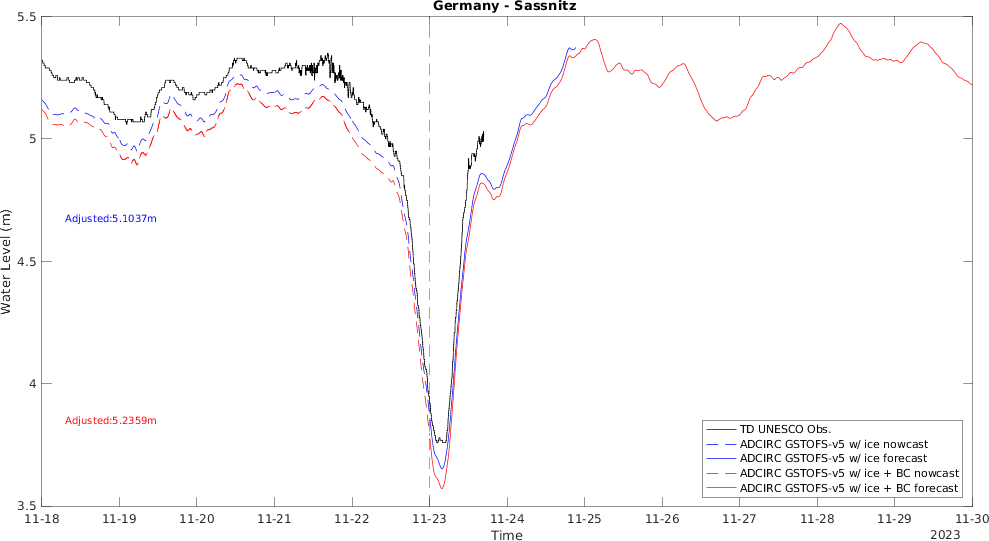 Germany - Sassnitz
5.5
5
4.5
4
3.5
Water Level (m)
Adjusted:5.1037m
Adjusted:5.2359m
TD UNESCO Obs.
ADCIRC GSTOFS-v5 w/ ice nowcast
ADCIRC GSTOFS-v5 w/ ice forecast
ADCIRC GSTOFS-v5 w/ ice + BC nowcast
ADCIRC GSTOFS-v5 w/ ice + BC forecast
11-18 11-19 11-20 11-21 11-22 11-23 11-24 11-25 11-26 11-27 11-28 11-29 11-30
Time
2023